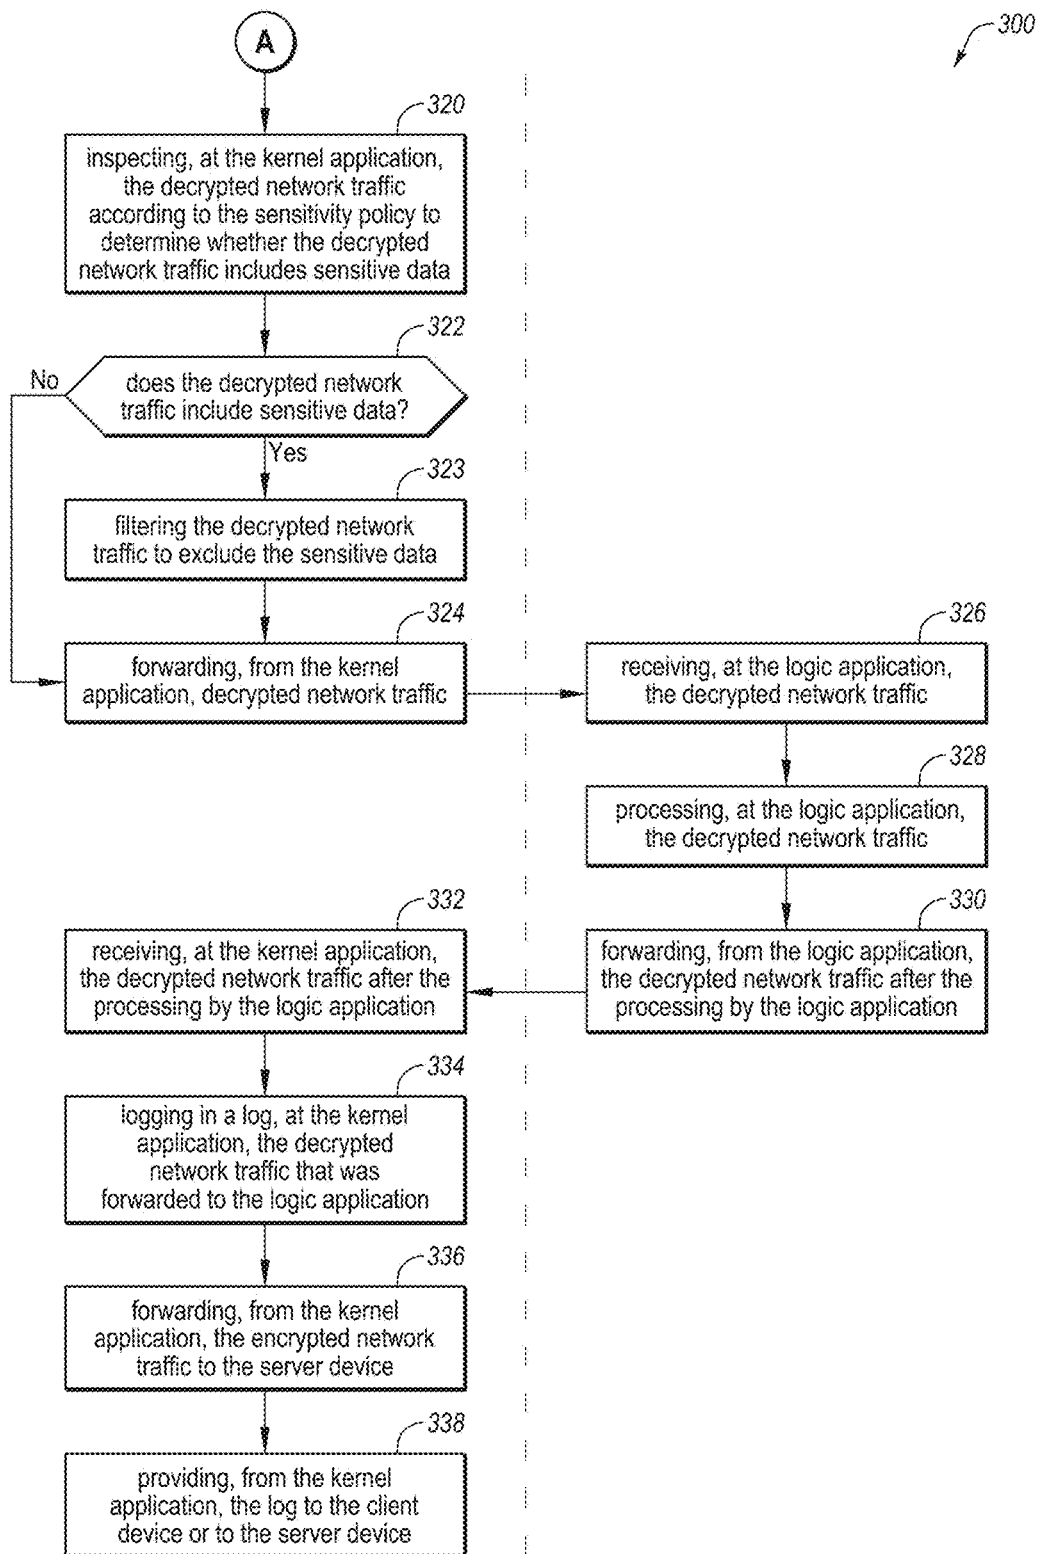 A
300
320
inspecting, at the kernel application,
the decrypted network traffic
according to the sensitivity policy to
determine whether the decrypted
network traffic includes sensitive data
322
No
does the decrypted network
traffic include sensitive data?
Yes
323
filtering the decrypted network
traffic to exclude the sensitive data
324
forwarding, from the kernel
application, decrypted network traffic
326
receiving, at the logic application,
the decrypted network traffic
328
processing, at the logic application,
the decrypted network traffic
330
forwarding, from the logic application,
the decrypted network traffic after the
processing by the logic application
332
receiving, at the kernel application,
the decrypted network traffic after the
processing by the logic application
334
logging in a log, at the kernel
application, the decrypted
network traffic that was
forwarded to the logic application
336
forwarding, from the kernel
application, the encrypted network
traffic to the server device
338
providing, from the kernel
application, the log to the client
device or to the server device